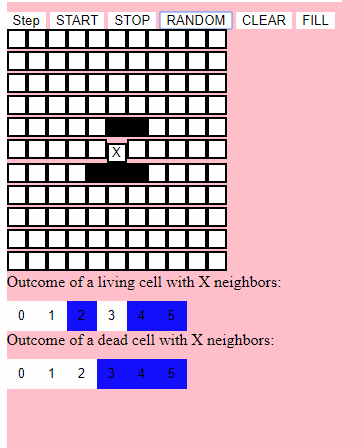 Step START STOP RANDOM CLEAR FILL
X
Outcome of a living cell with X neighbors:
0 1 2 3 4 5
Outcome of a dead cell with X neighbors:
0 1 2 3 4 5